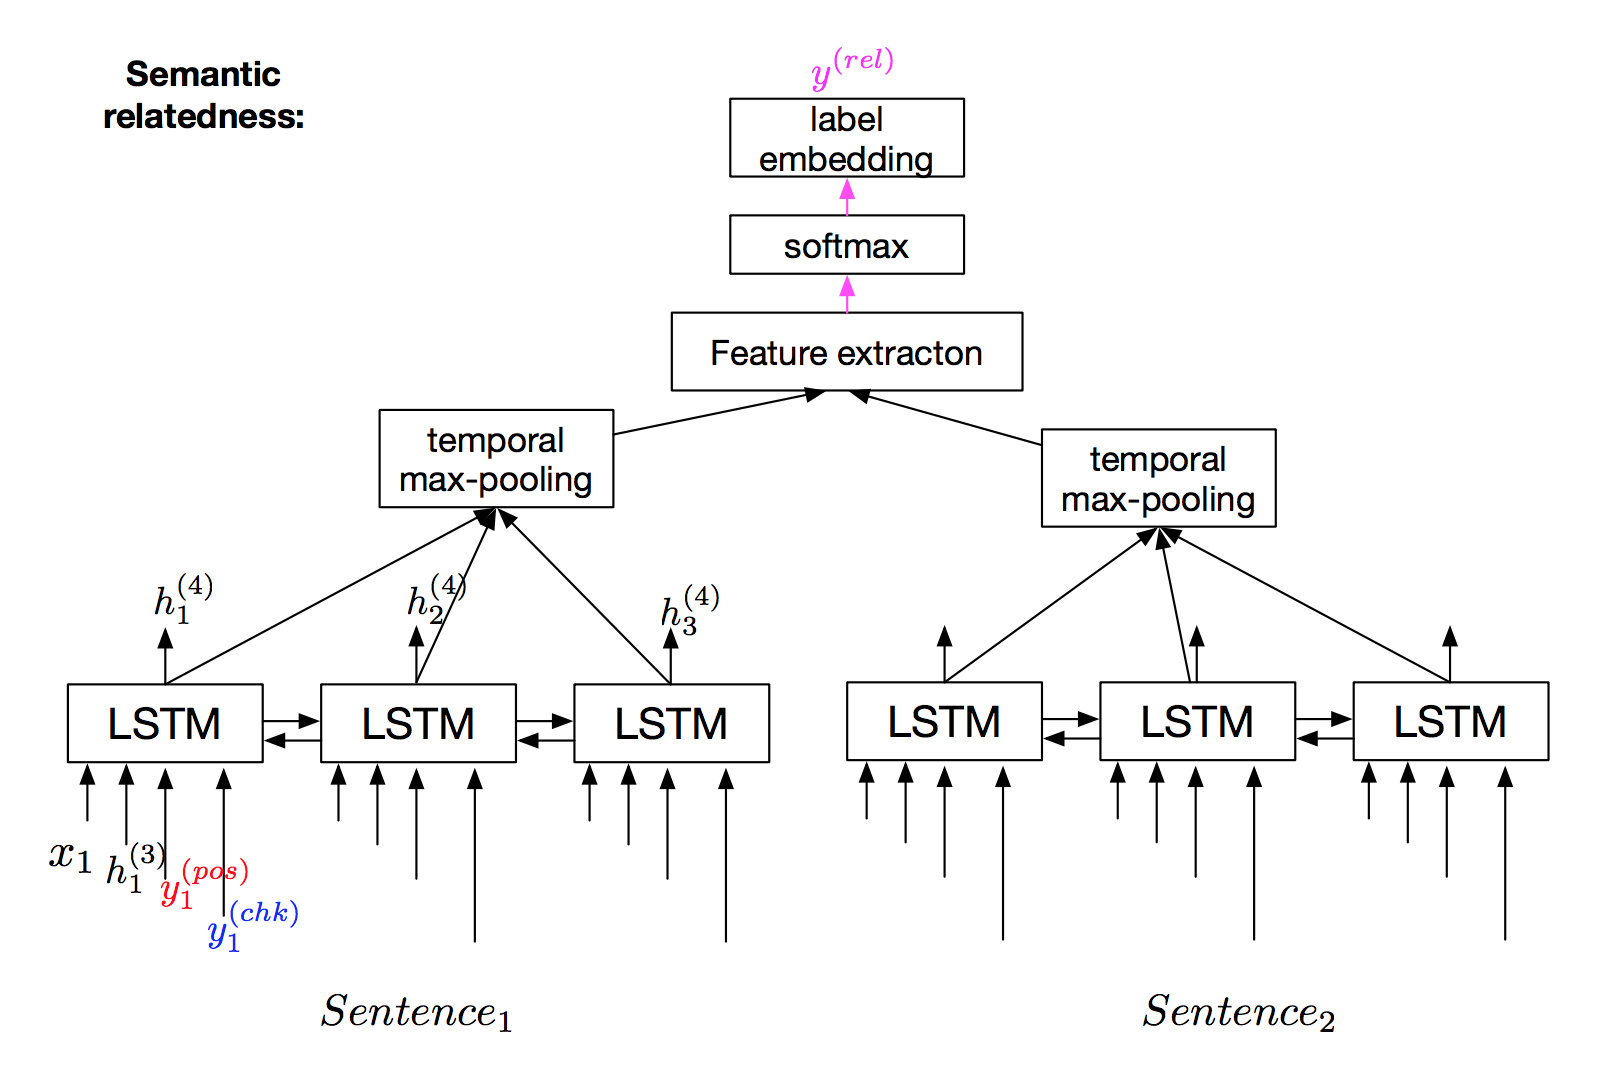 Semantic
relatedness:
y^(rel)
label
embedding
softmax
Feature extracton
temporal
max-pooling
temporal
max-pooling
h_1^(4)
h_2^(4)
h_3^(4)
LSTM
LSTM
LSTM
LSTM
LSTM
LSTM
x_1
h_1^(3)
y_1^(pos)
y_1^(chk)
Sentence_1
Sentence_2